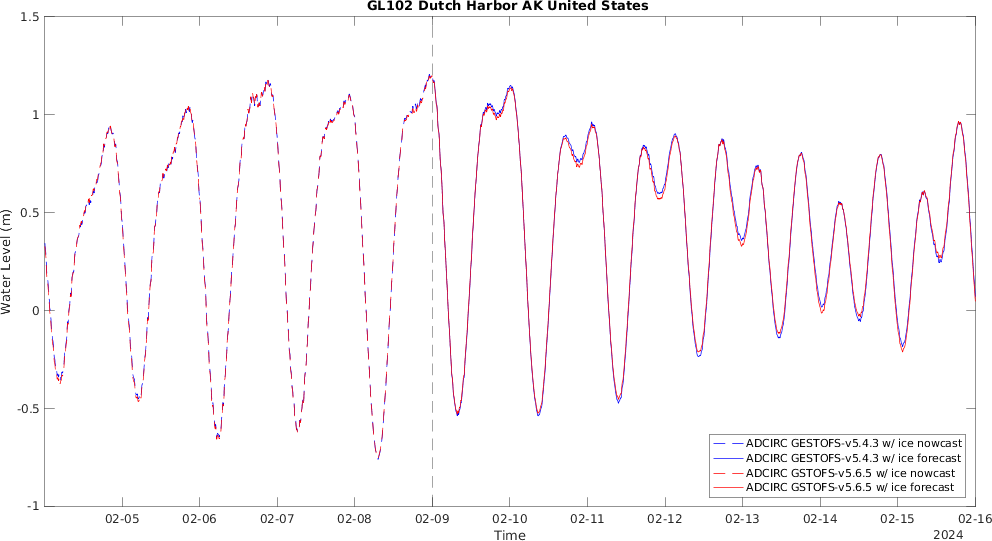 GL102 Dutch Harbor AK United States
1.5
1
0.5
0
-0.5
-1
Water Level (m)
ADCIRC GESTOFS-v5.4.3 w/ ice nowcast
ADCIRC GESTOFS-v5.4.3 w/ ice forecast
ADCIRC GSTOFS-v5.6.5 w/ ice nowcast
ADCIRC GSTOFS-v5.6.5 w/ ice forecast
02-05 02-06 02-07 02-08 02-09 02-10 02-11 02-12 02-13 02-14 02-15 02-16
Time
2024